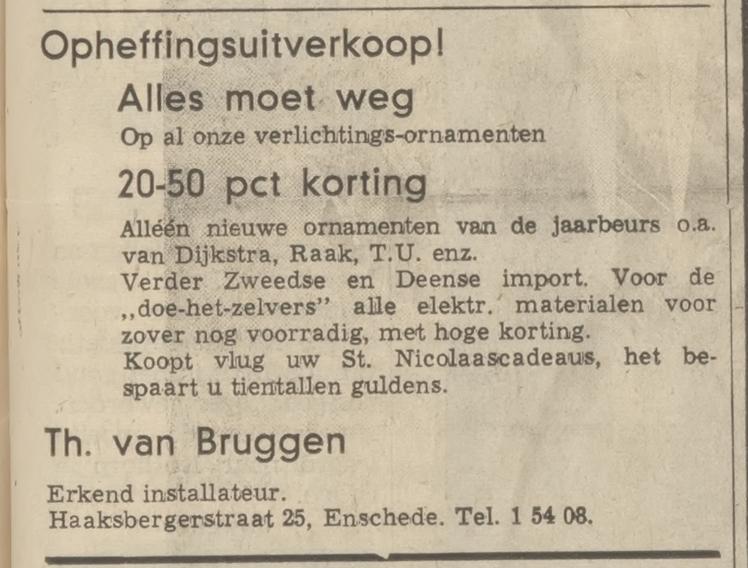 Opheffingsuitverkoop!
Alles moet weg
Op al onze verlichtings-ornamenten
20-50 pct korting
Alléén nieuwe ornamenten van de jaarbeurs o.a.
van Dijkstra, Raak, T.U. enz.
Verder Zweedse en Deense import. Voor de
,,doe-het-zelvers" alle elektr. materialen voor
zover nog voorradig, met hoge korting.
Koopt vlug uw St. Nicolaascadeaus, het be-
spaart u tientallen guldens.
Th. van Bruggen
Erkend installateur.
Haaksbergerstraat 25, Enschede. Tel. 1 54 08.